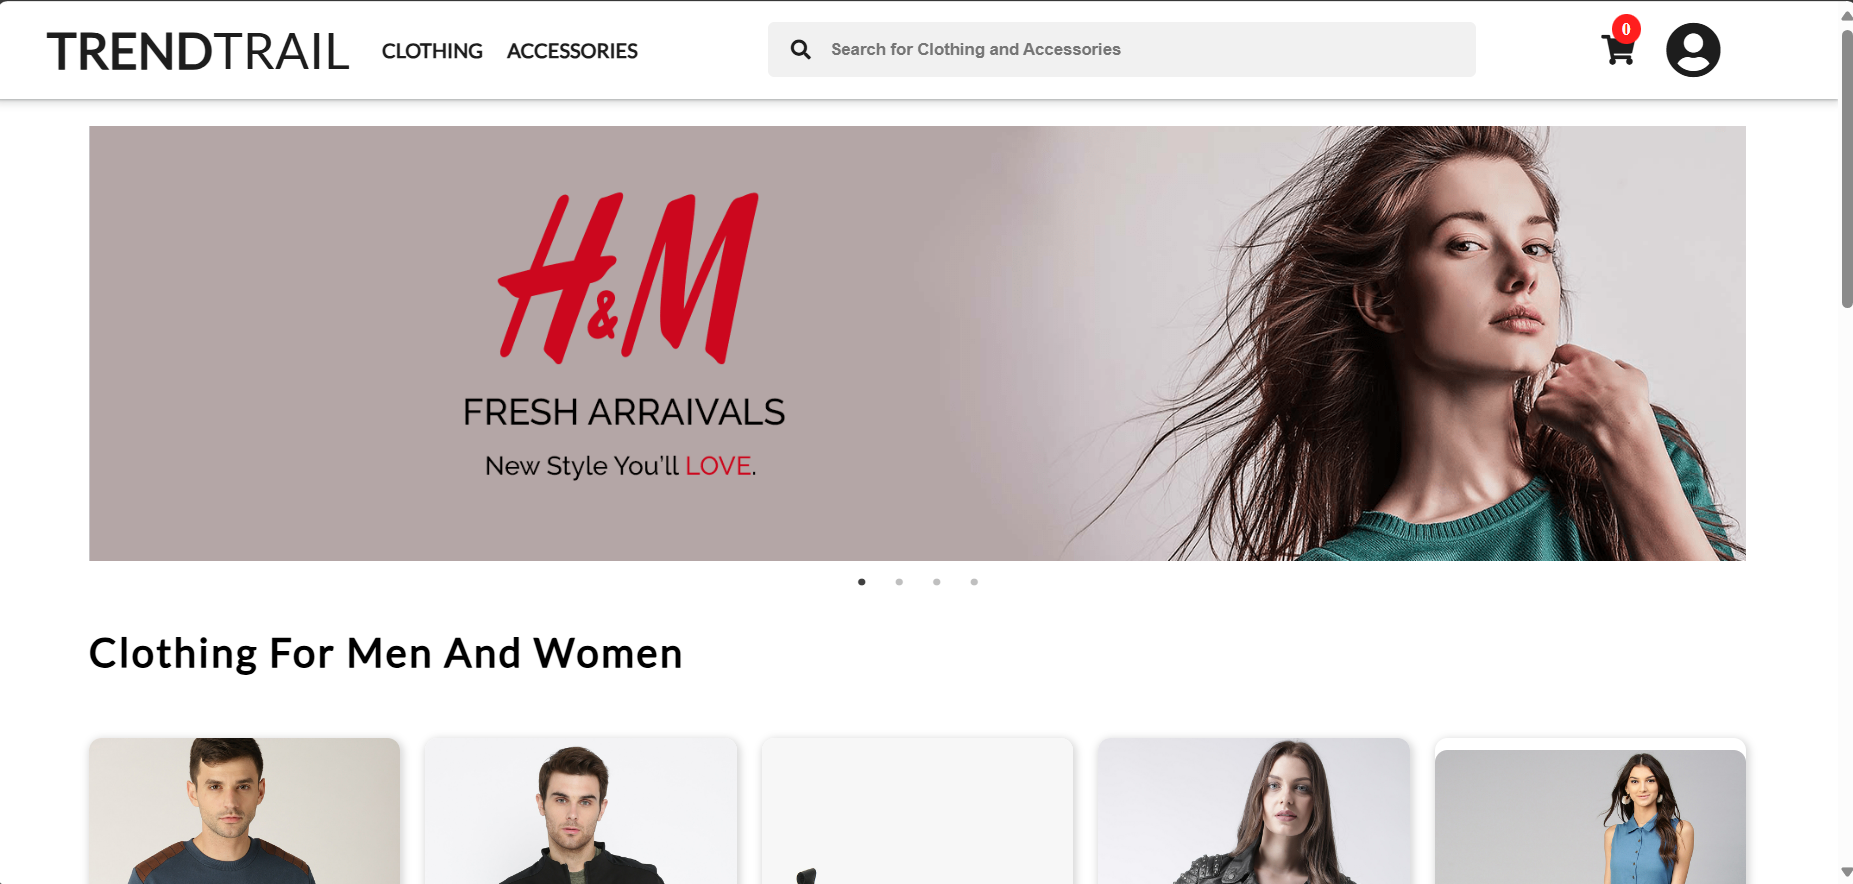 TRENDTRAIL CLOTHING ACCESSORIES Search for Clothing and Accessories 0
H&M
FRESH ARRAIVALS
New Style You'll LOVE.
Clothing For Men And Women